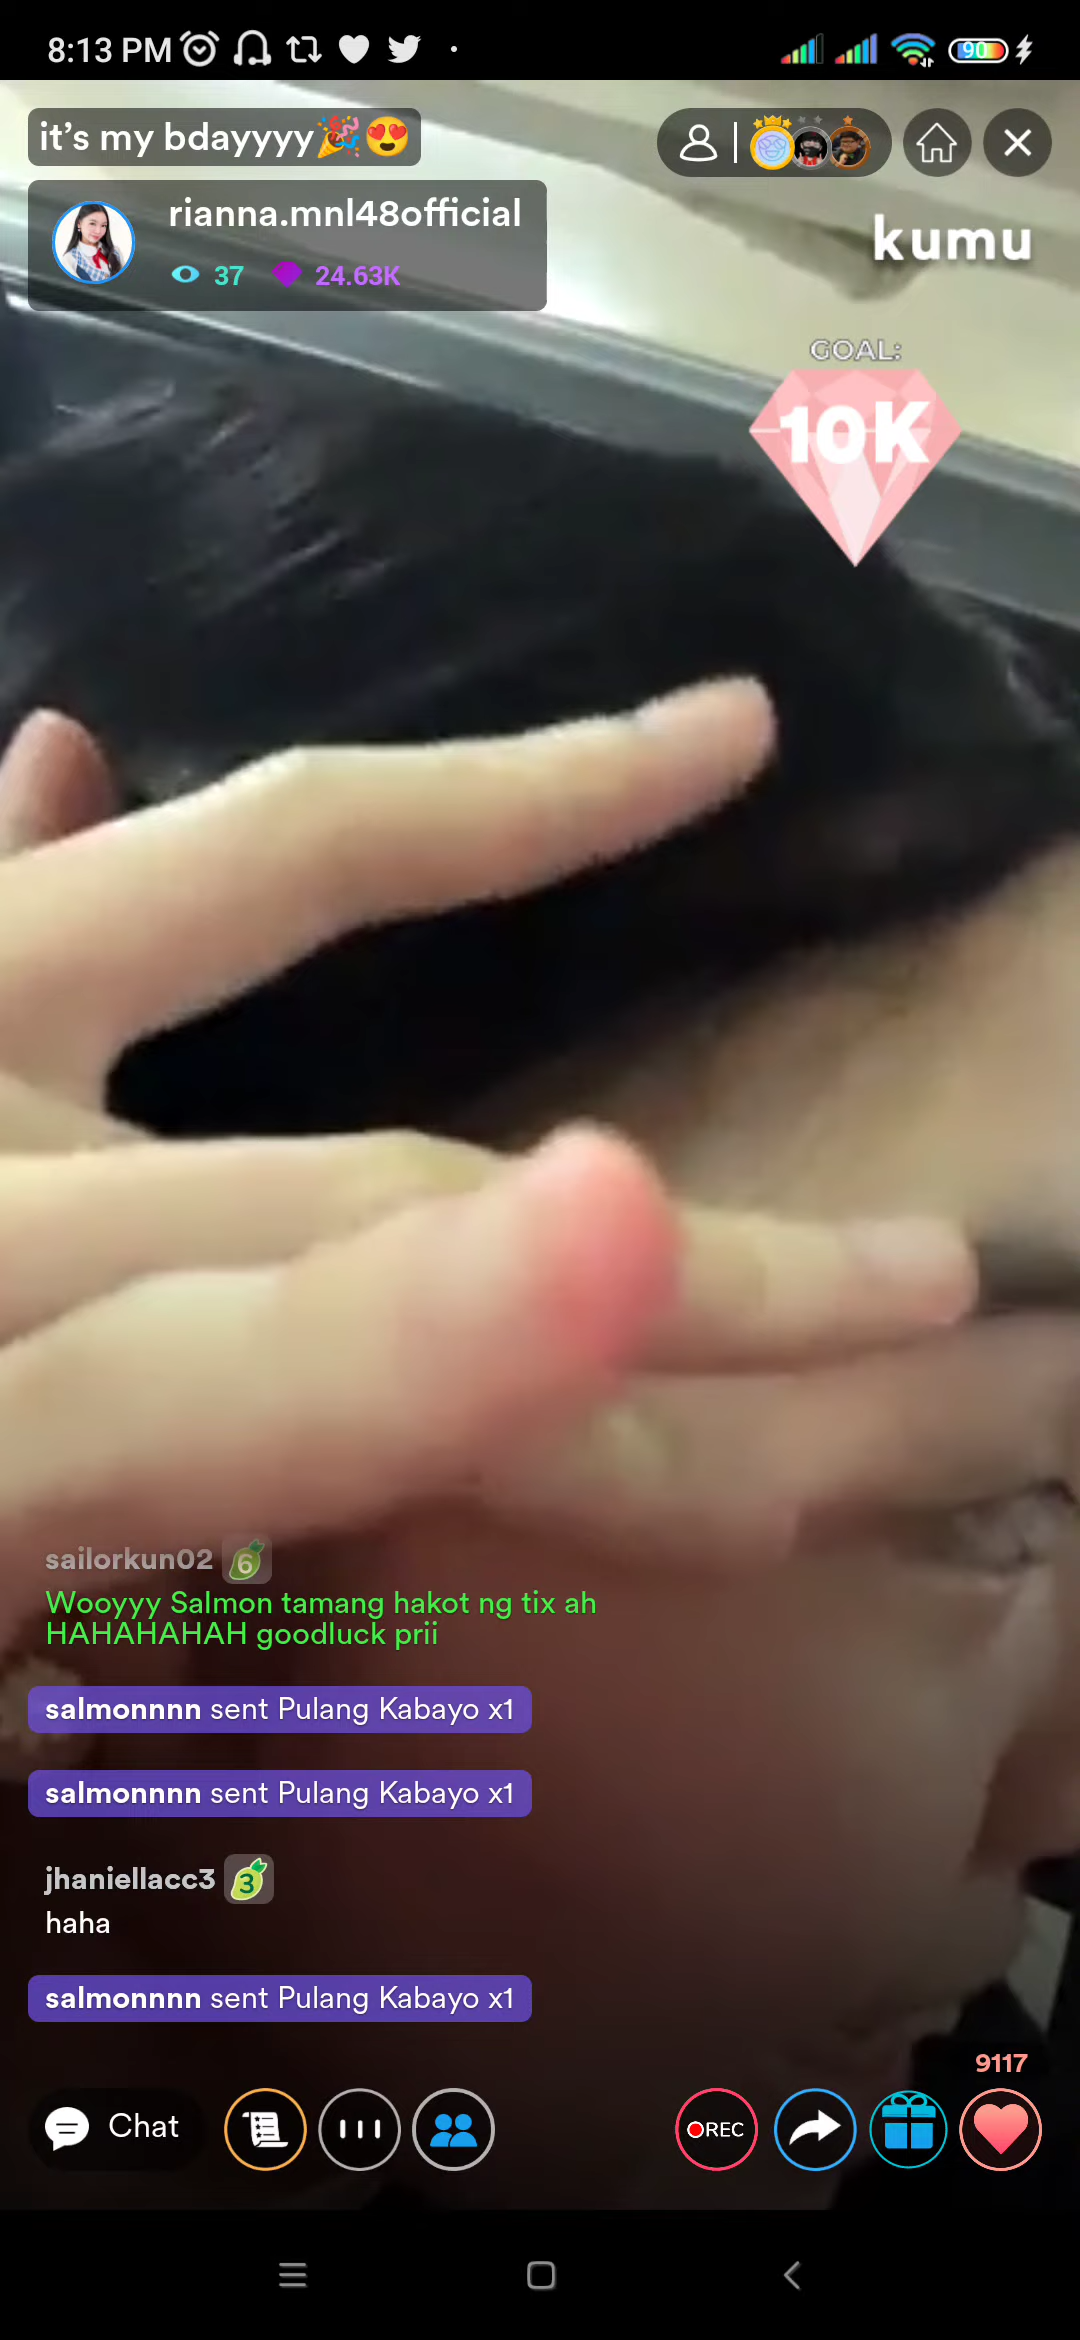 8:13 PM
90
it’s my bdayyyy🎉😍
rianna.mnl48official
37 24.63K
kumu
GOAL:
10K
sailorkun02 6
Wooyyy Salmon tamang hakot ng tix ah
HAHAHAHAH goodluck prii
salmonnnn sent Pulang Kabayo x1
salmonnnn sent Pulang Kabayo x1
jhaniellacc3 3
haha
salmonnnn sent Pulang Kabayo x1
9117
Chat
REC